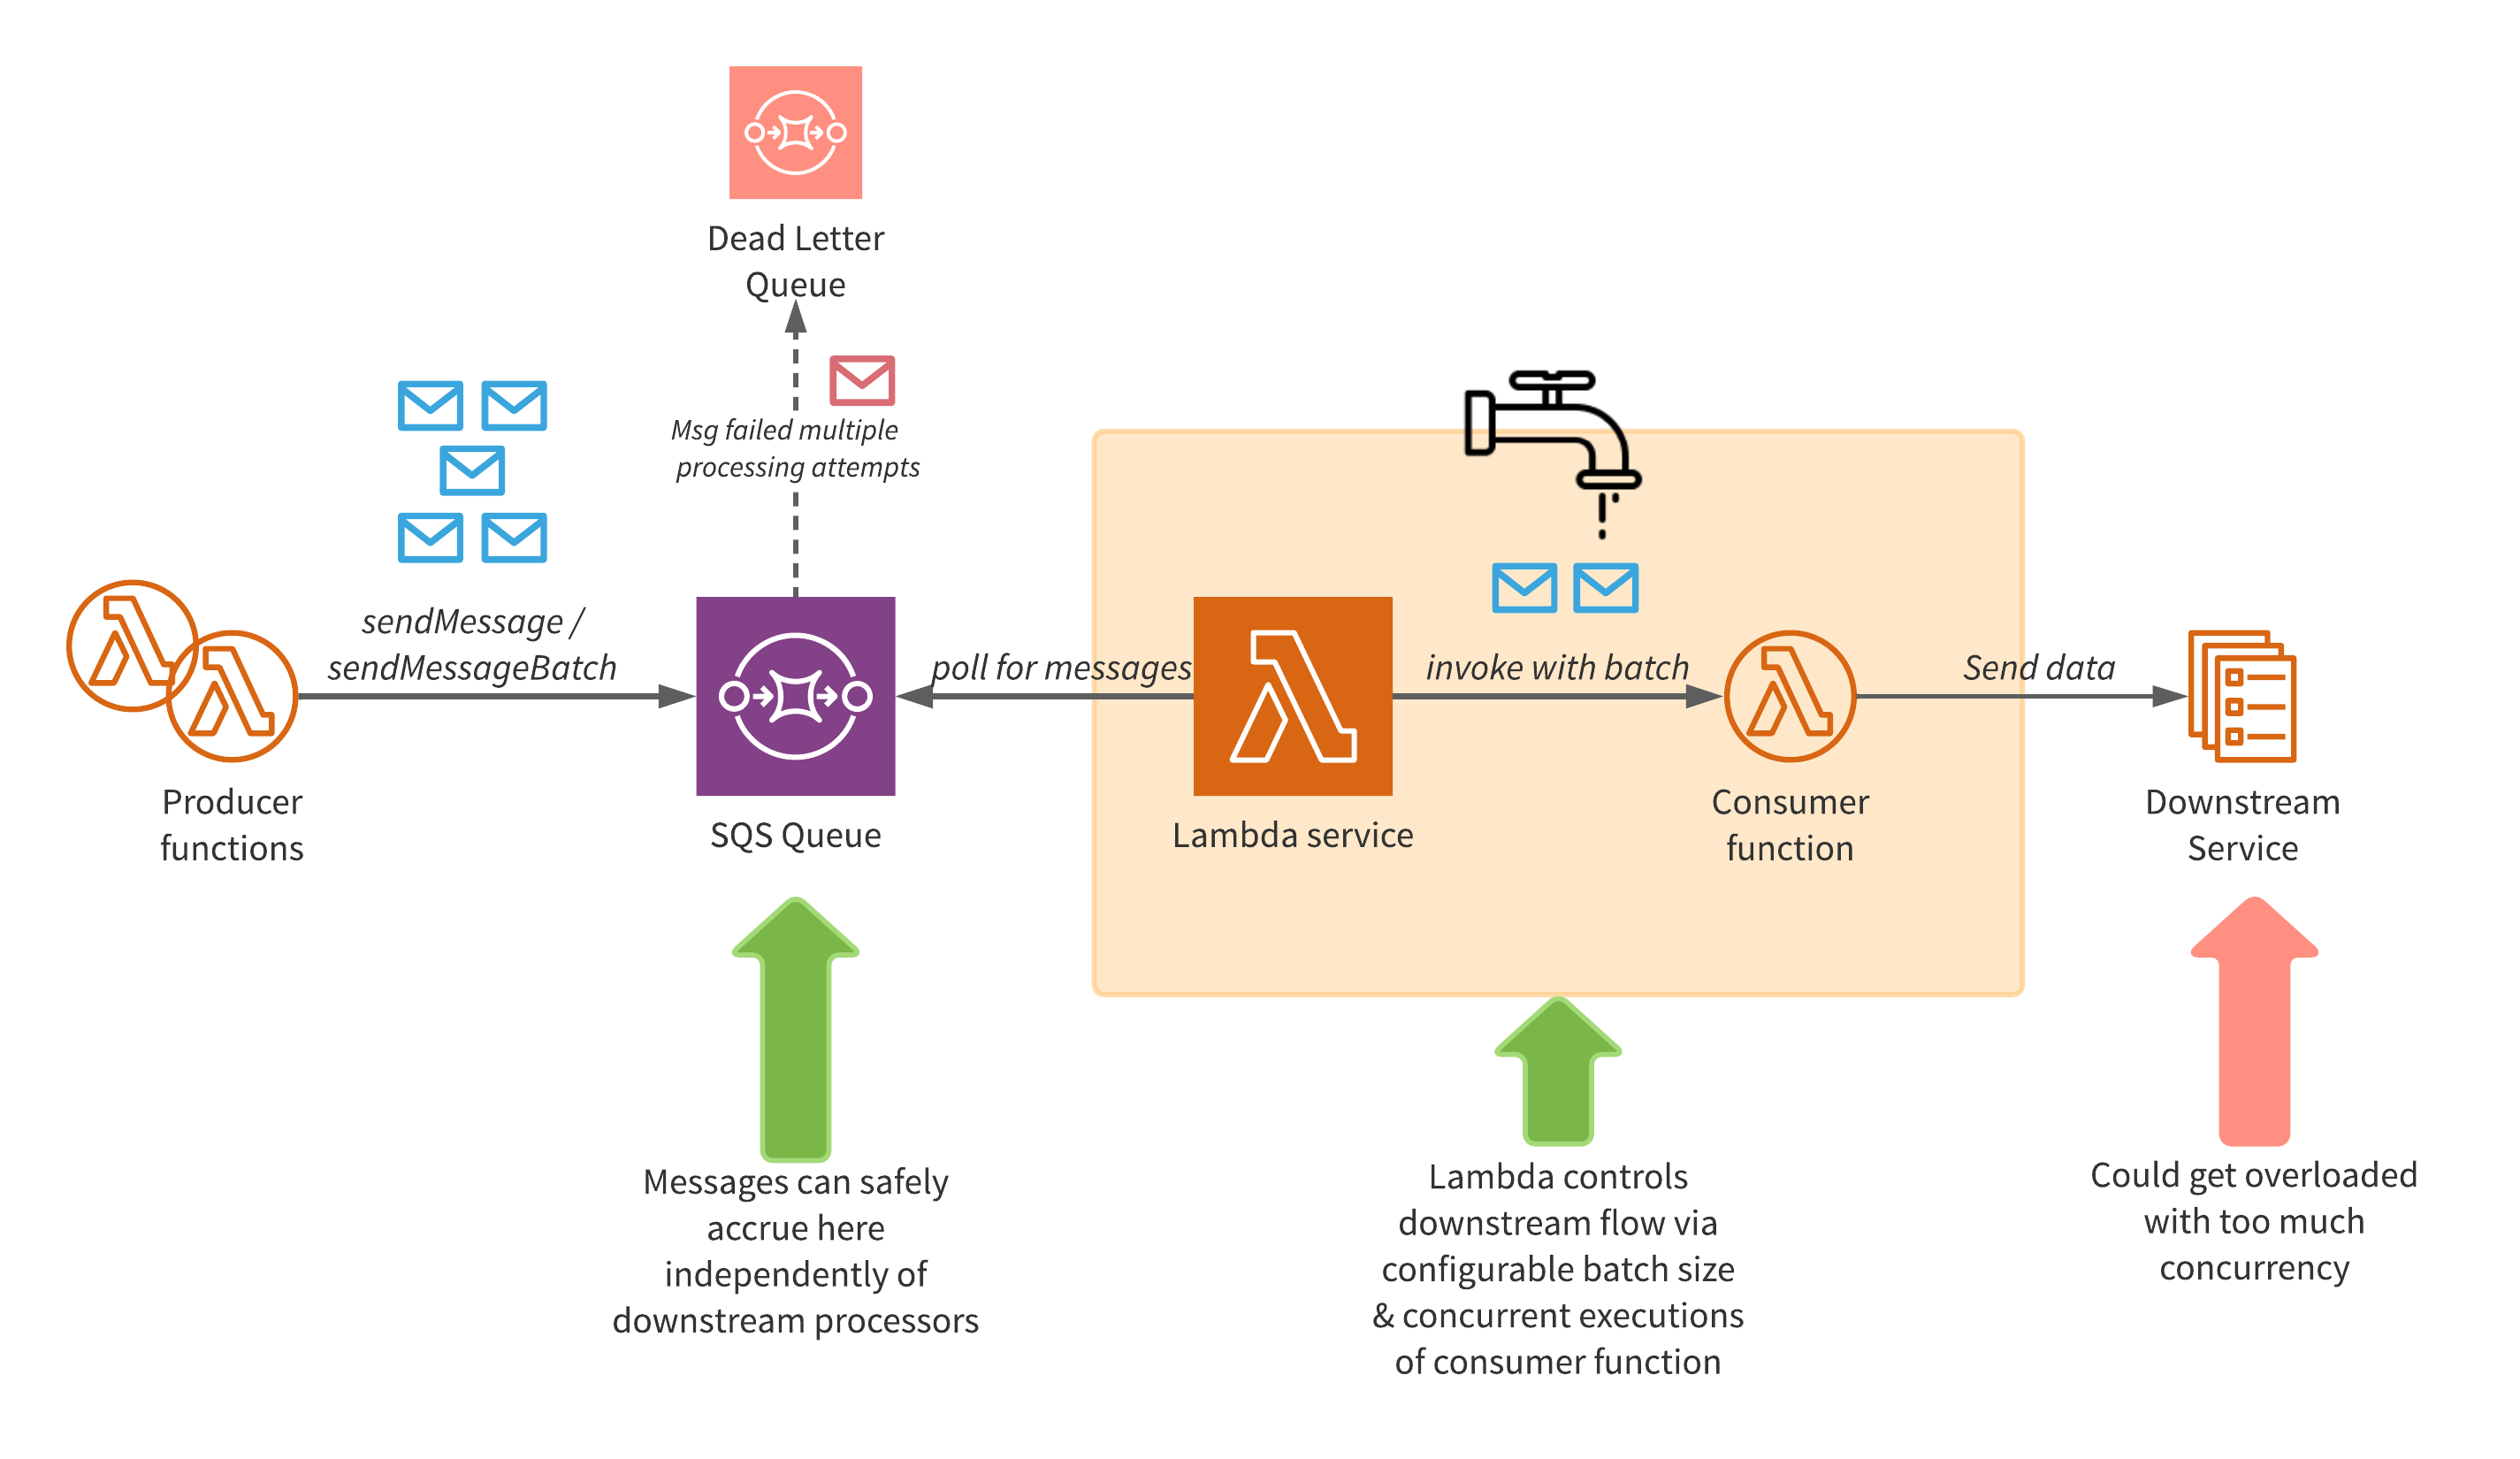 Dead Letter
Queue
Msg failed multiple
processing attempts
sendMessage /
sendMessageBatch
poll for messages
invoke with batch
Send data
Producer
functions
SQS Queue
Lambda service
Consumer
function
Downstream
Service
Messages can safely
accrue here
independently of
downstream processors
Lambda controls
downstream flow via
configurable batch size
& concurrent executions
of consumer function
Could get overloaded
with too much
concurrency